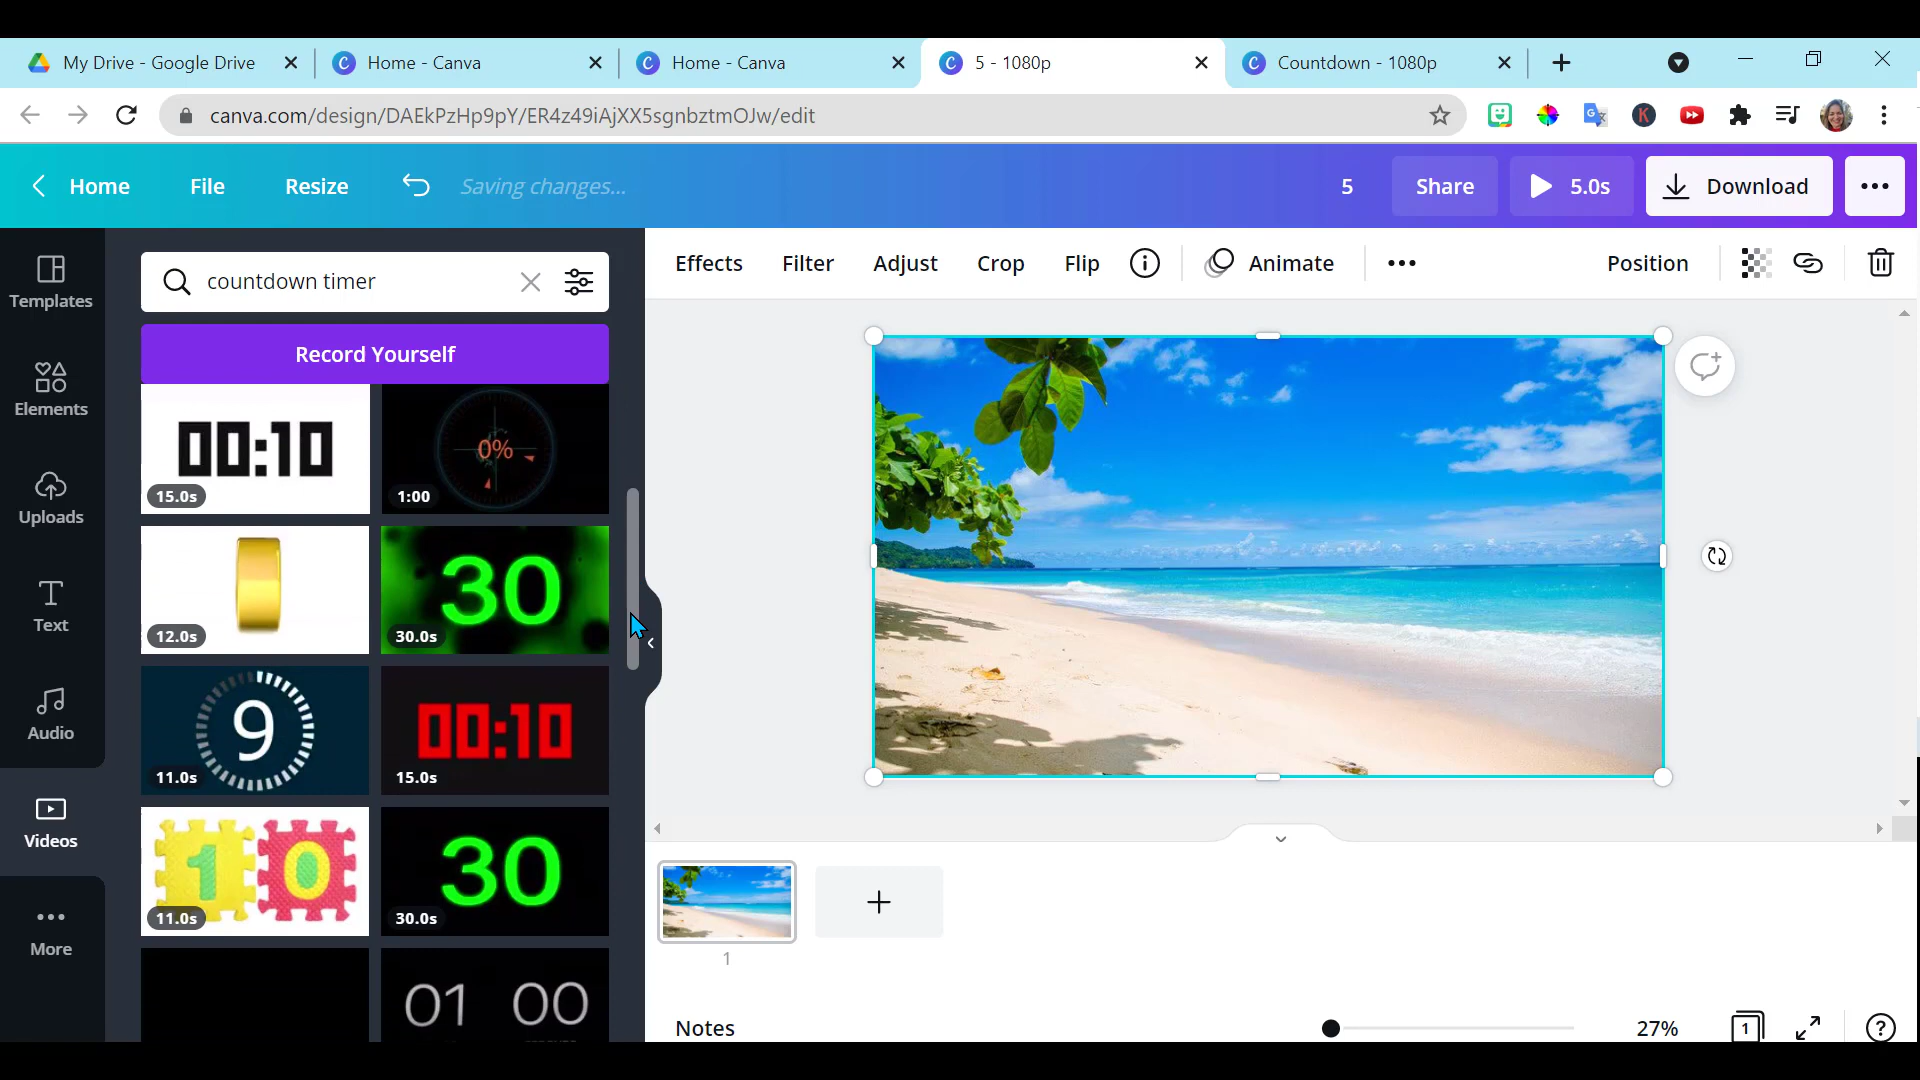 My Drive - Google Drive
Home - Canva
Home - Canva
5 - 1080p
Countdown - 1080p
canva.com/design/DAEkPzHp9pY/ER4z49iAjXX5sgnbztmOJw/edit
Home
File
Resize
Saving changes...
5
Share
5.0s
Download
Templates
Elements
Uploads
Text
Audio
Videos
More
countdown timer
Record Yourself
00:10
15.0s
0%
1:00
12.0s
30
30.0s
9
11.0s
00:10
15.0s
10
11.0s
30
30.0s
01 00
Effects
Filter
Adjust
Crop
Flip
Animate
Position
1
Notes
27%
1